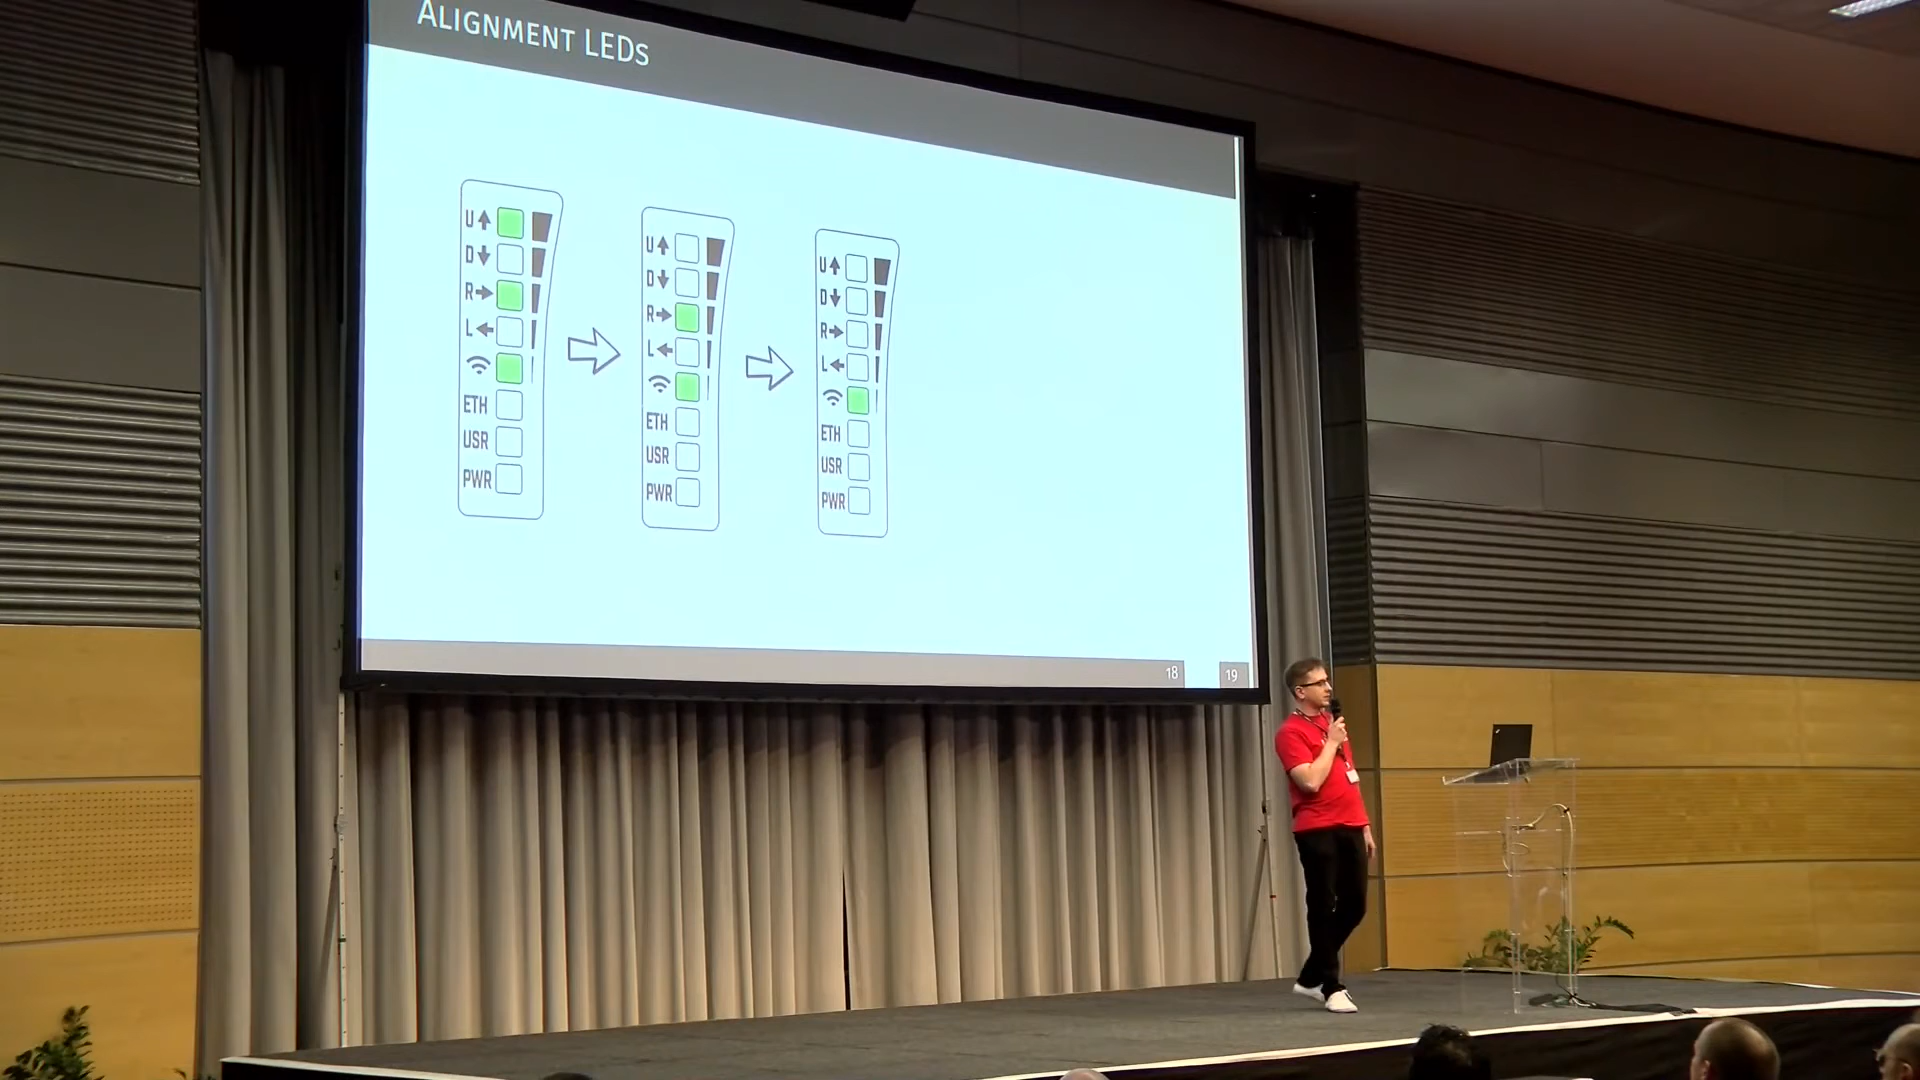 ALIGNMENT LEDS
U
D
R
L
ETH
USR
PWR
U
D
R
L
ETH
USR
PWR
U
D
R
L
ETH
USR
PWR
18
19